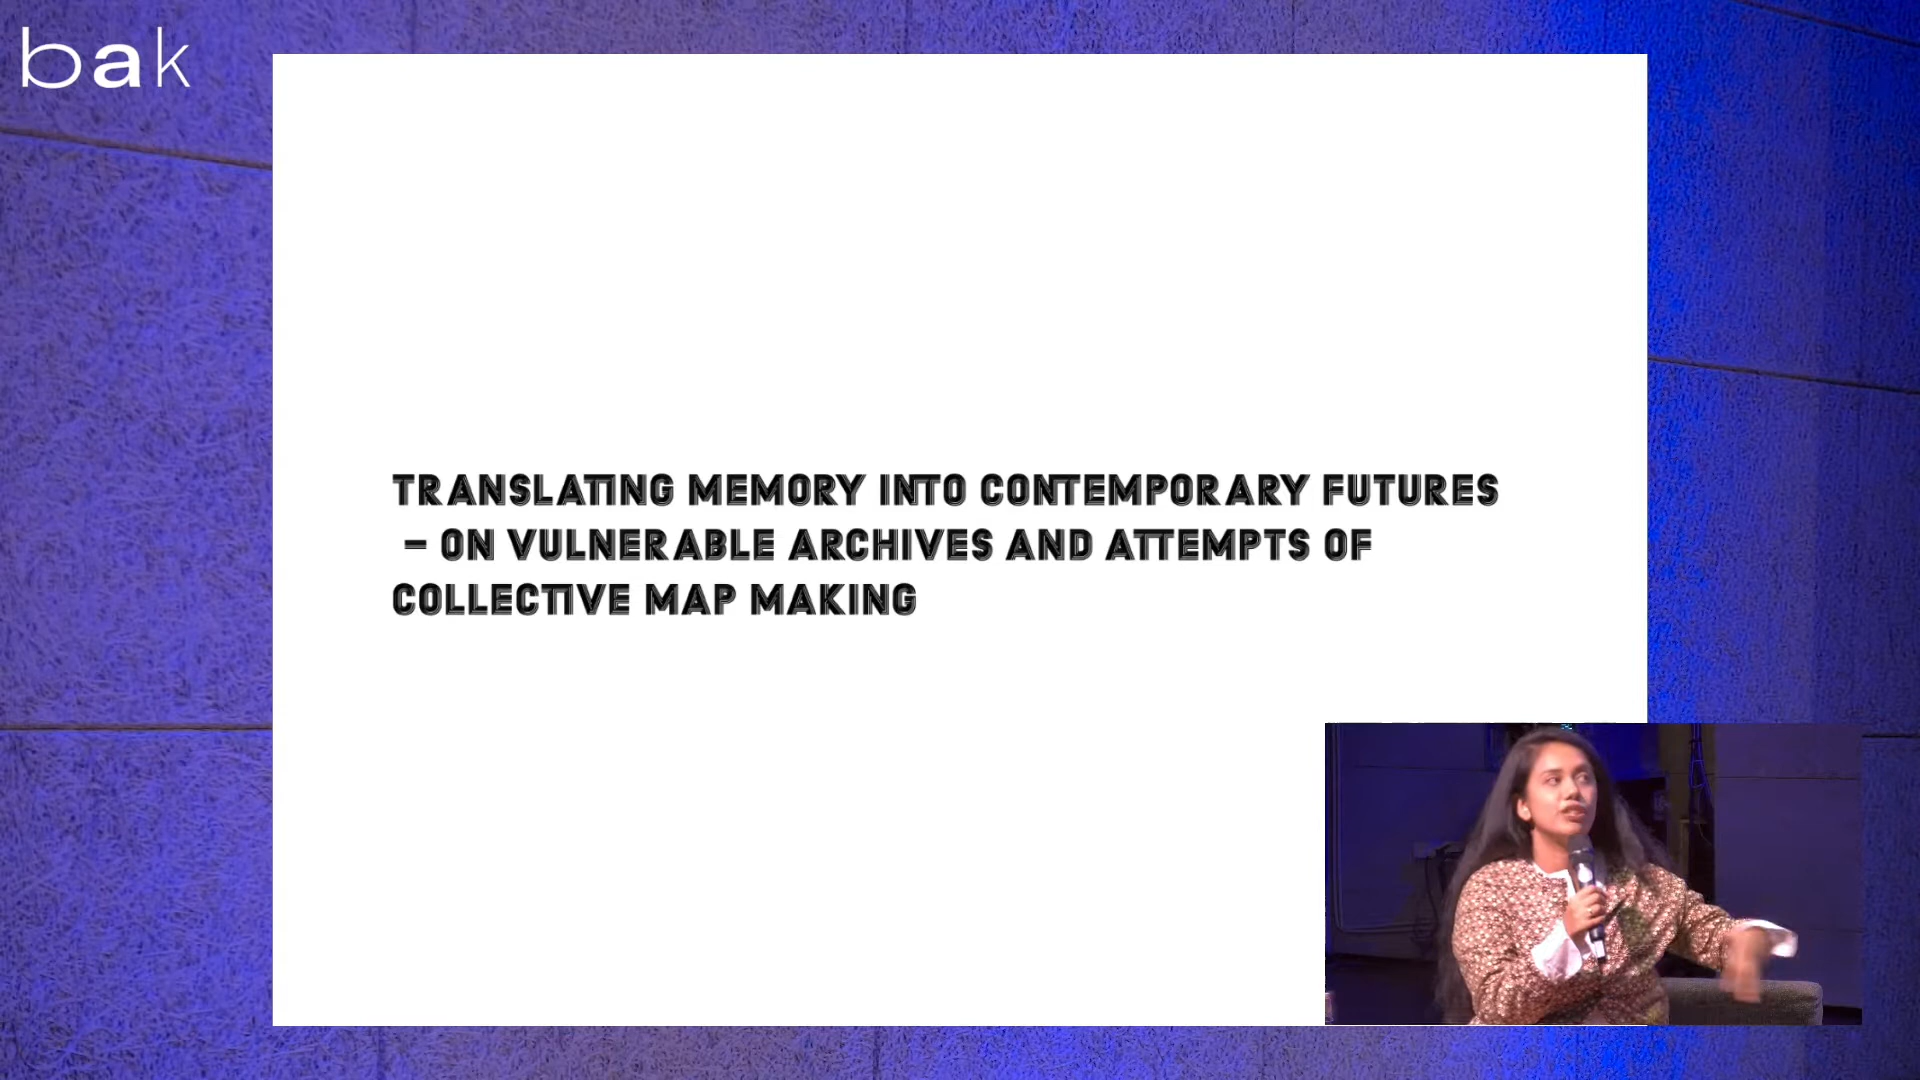 bak
TRANSLATING MEMORY INTO CONTEMPORARY FUTURES
– ON VULNERABLE ARCHIVES AND ATTEMPTS OF
COLLECTIVE MAP MAKING